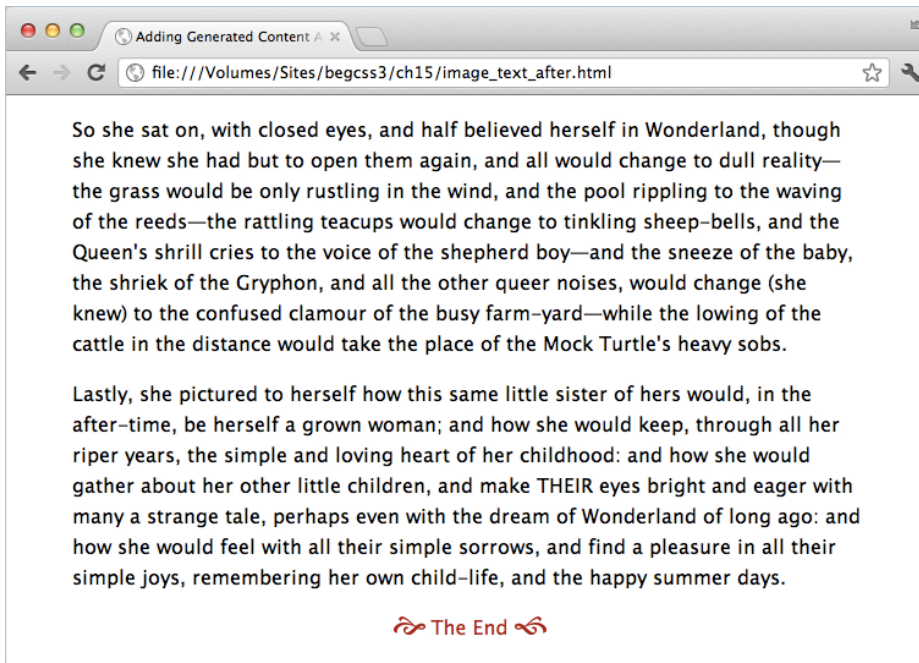 Adding Generated Content A
file:///Volumes/Sites/begcss3/ch15/image_text_after.html
So she sat on, with closed eyes, and half believed herself in Wonderland, though
she knew she had but to open them again, and all would change to dull reality—
the grass would be only rustling in the wind, and the pool rippling to the waving
of the reeds—the rattling teacups would change to tinkling sheep-bells, and the
Queen's shrill cries to the voice of the shepherd boy—and the sneeze of the baby,
the shriek of the Gryphon, and all the other queer noises, would change (she
knew) to the confused clamour of the busy farm-yard—while the lowing of the
cattle in the distance would take the place of the Mock Turtle's heavy sobs.
Lastly, she pictured to herself how this same little sister of hers would, in the
after-time, be herself a grown woman; and how she would keep, through all her
riper years, the simple and loving heart of her childhood: and how she would
gather about her other little children, and make THEIR eyes bright and eager with
many a strange tale, perhaps even with the dream of Wonderland of long ago: and
how she would feel with all their simple sorrows, and find a pleasure in all their
simple joys, remembering her own child-life, and the happy summer days.
The End